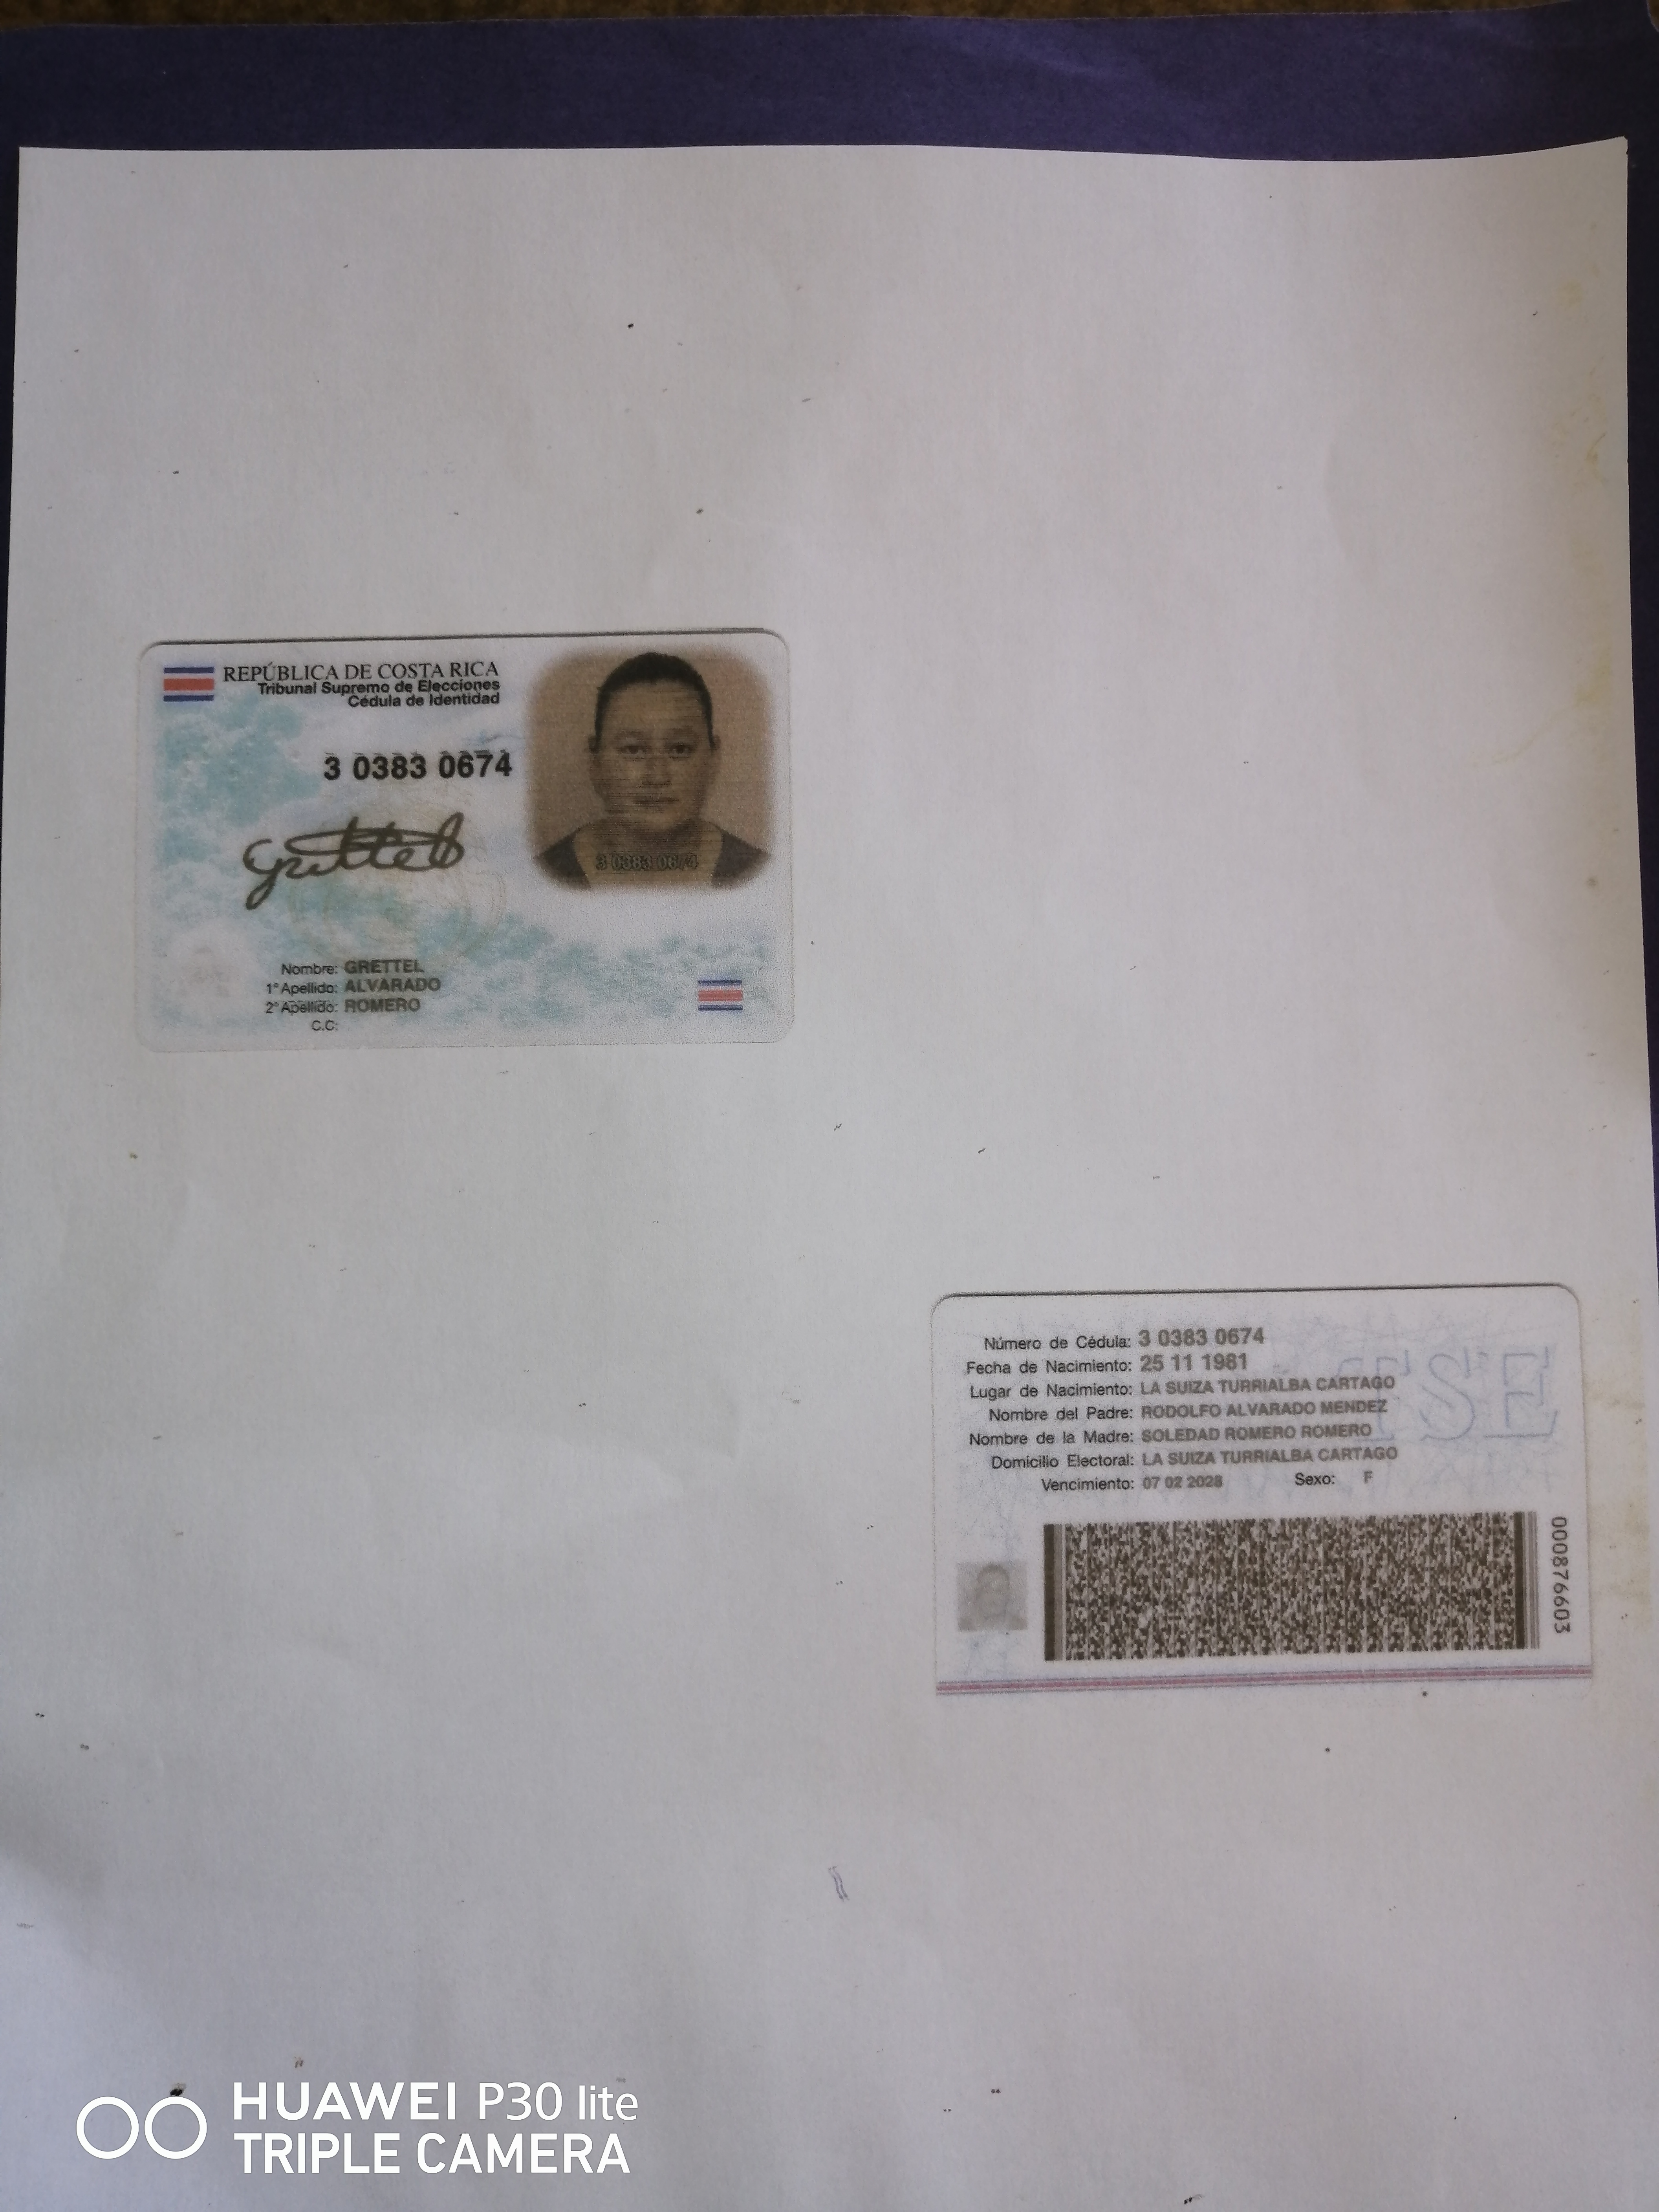 REPÚBLICA DE COSTA RICA
Tribunal Supremo de Elecciones
Cédula de Identidad
3 0383 0674
Grettel
3 0383 0674
Nombre: GRETTEL
1° Apellido: ALVARADO
2° Apellido: ROMERO
C.C:
TSE
Número de Cédula: 3 0383 0674
Fecha de Nacimiento: 25 11 1981
Lugar de Nacimiento: LA SUIZA TURRIALBA CARTAGO
Nombre del Padre: RODOLFO ALVARADO MENDEZ
Nombre de la Madre: SOLEDAD ROMERO ROMERO
Domicilio Electoral: LA SUIZA TURRIALBA CARTAGO
Vencimiento: 07 02 2028 Sexo: F
000876603
HUAWEI P30 lite
TRIPLE CAMERA